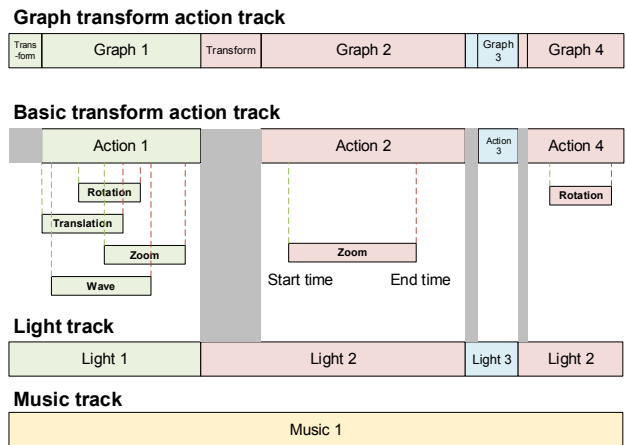 Graph transform action track
Trans
-form
Graph 1
Transform
Graph 2
Graph
3
Graph 4
Basic transform action track
Action 1
Action 2
Action
3
Action 4
Rotation
Rotation
Translation
Zoom
Zoom
Wave
Start time
End time
Light track
Light 1
Light 2
Light 3
Light 2
Music track
Music 1